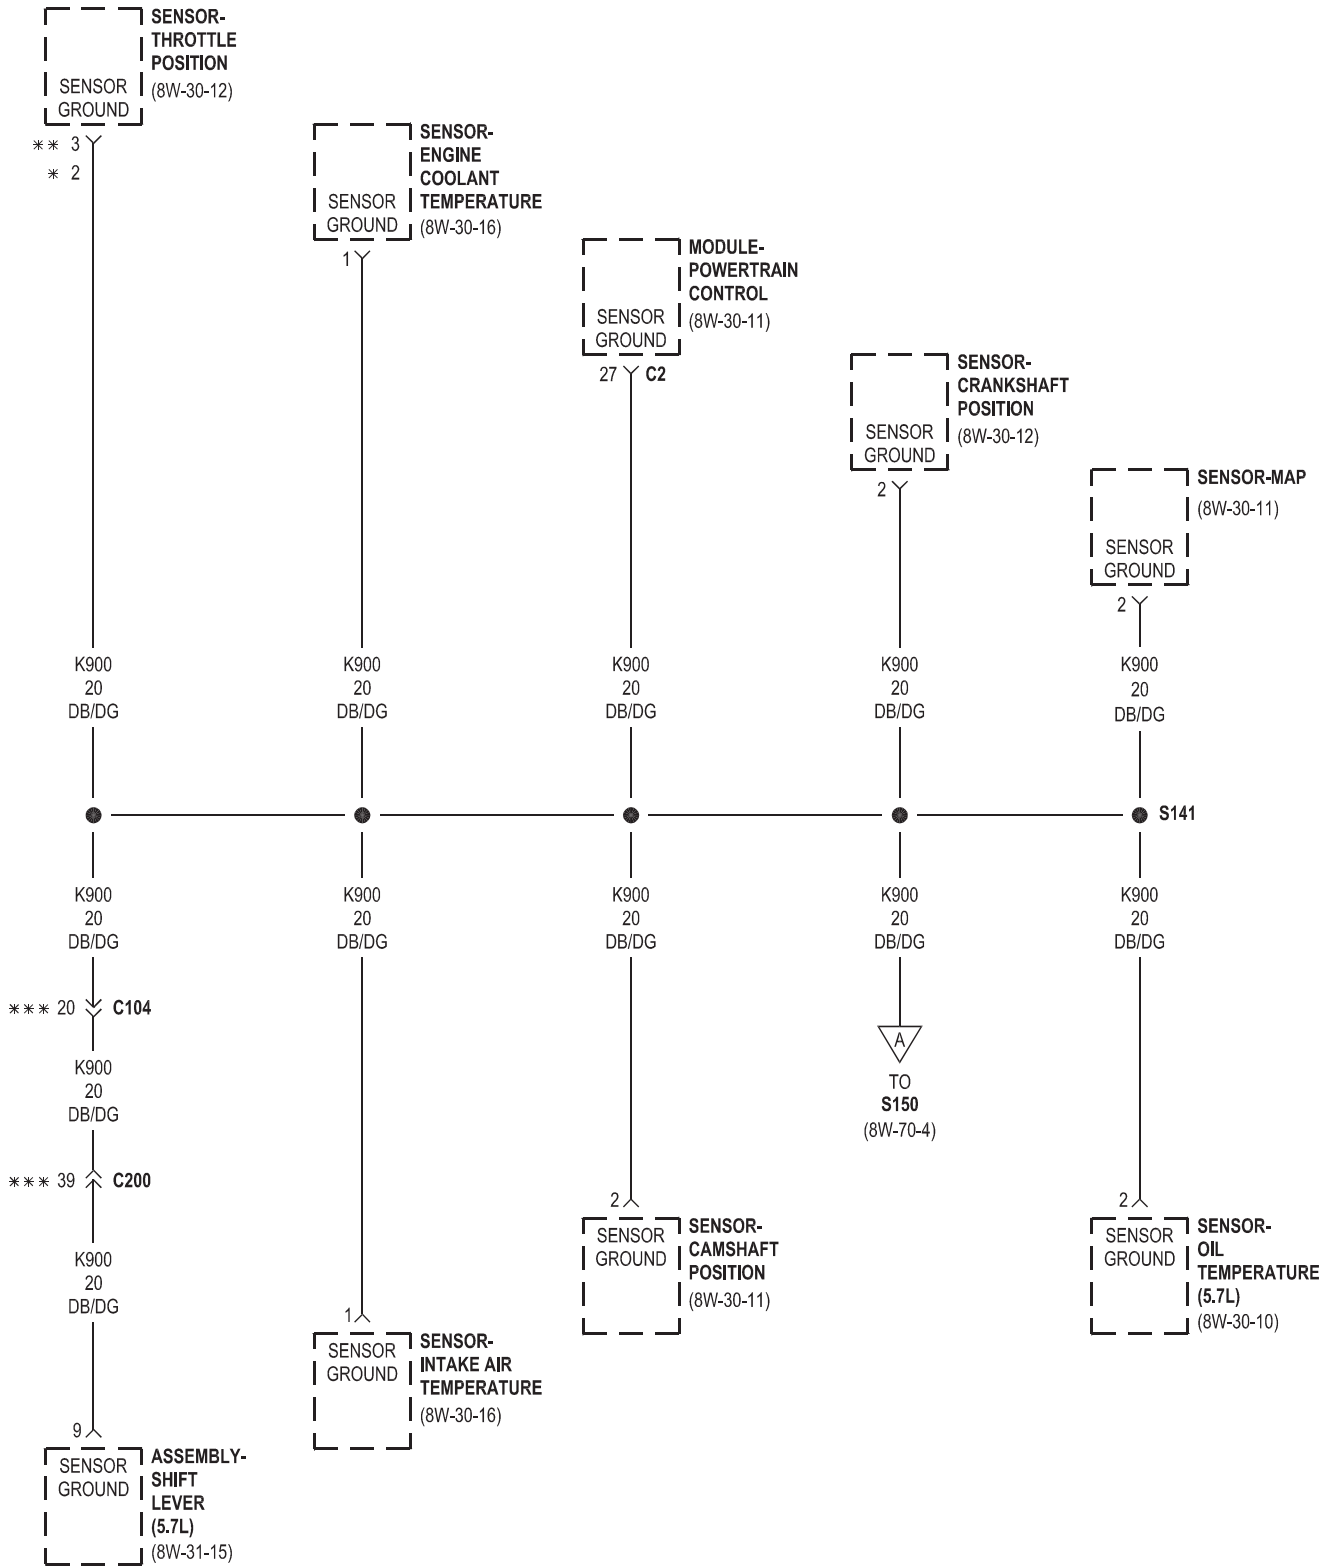 SENSOR-
THROTTLE
POSITION
(8W-30-12)
SENSOR
GROUND
** 3
* 2
SENSOR-
ENGINE
COOLANT
TEMPERATURE
(8W-30-16)
SENSOR
GROUND
1
MODULE-
POWERTRAIN
CONTROL
(8W-30-11)
SENSOR
GROUND
27 C2
SENSOR-
CRANKSHAFT
POSITION
(8W-30-12)
SENSOR
GROUND
2
SENSOR-MAP
(8W-30-11)
SENSOR
GROUND
2
K900
20
DB/DG
K900
20
DB/DG
K900
20
DB/DG
K900
20
DB/DG
K900
20
DB/DG
S141
K900
20
DB/DG
K900
20
DB/DG
K900
20
DB/DG
K900
20
DB/DG
K900
20
DB/DG
*** 20 C104
K900
20
DB/DG
*** 39 C200
K900
20
DB/DG
9
SENSOR
GROUND
ASSEMBLY-
SHIFT
LEVER
(5.7L)
(8W-31-15)
1
SENSOR
GROUND
SENSOR-
INTAKE AIR
TEMPERATURE
(8W-30-16)
2
SENSOR
GROUND
SENSOR-
CAMSHAFT
POSITION
(8W-30-11)
A
TO
S150
(8W-70-4)
2
SENSOR
GROUND
SENSOR-
OIL
TEMPERATURE
(5.7L)
(8W-30-10)